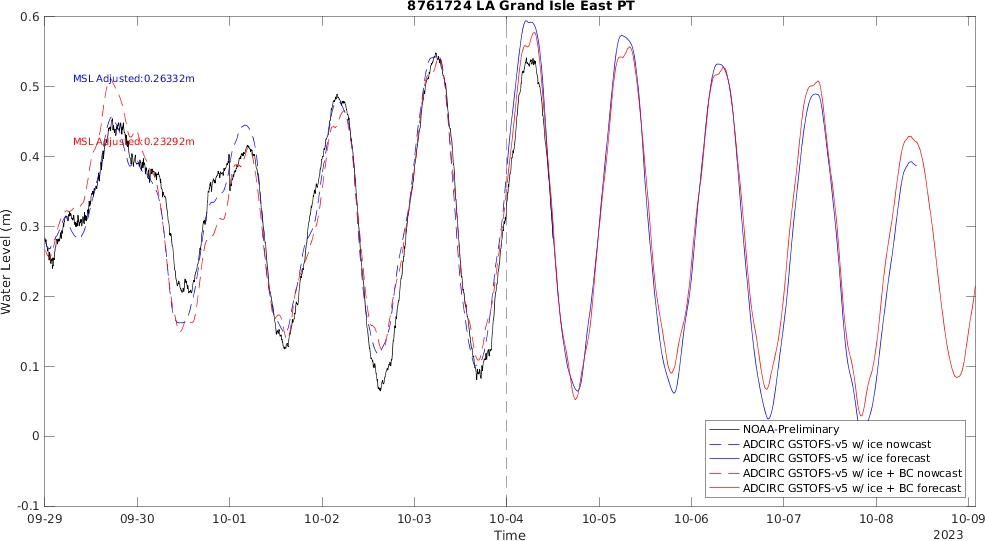 8761724 LA Grand Isle East PT
0.6
0.5
0.4
0.3
0.2
0.1
0
-0.1
Water Level (m)
MSL Adjusted:0.26332m
MSL Adjusted:0.23292m
NOAA-Preliminary
ADCIRC GSTOFS-v5 w/ ice nowcast
ADCIRC GSTOFS-v5 w/ ice forecast
ADCIRC GSTOFS-v5 w/ ice + BC nowcast
ADCIRC GSTOFS-v5 w/ ice + BC forecast
09-29 09-30 10-01 10-02 10-03 10-04 10-05 10-06 10-07 10-08 10-09
Time
2023